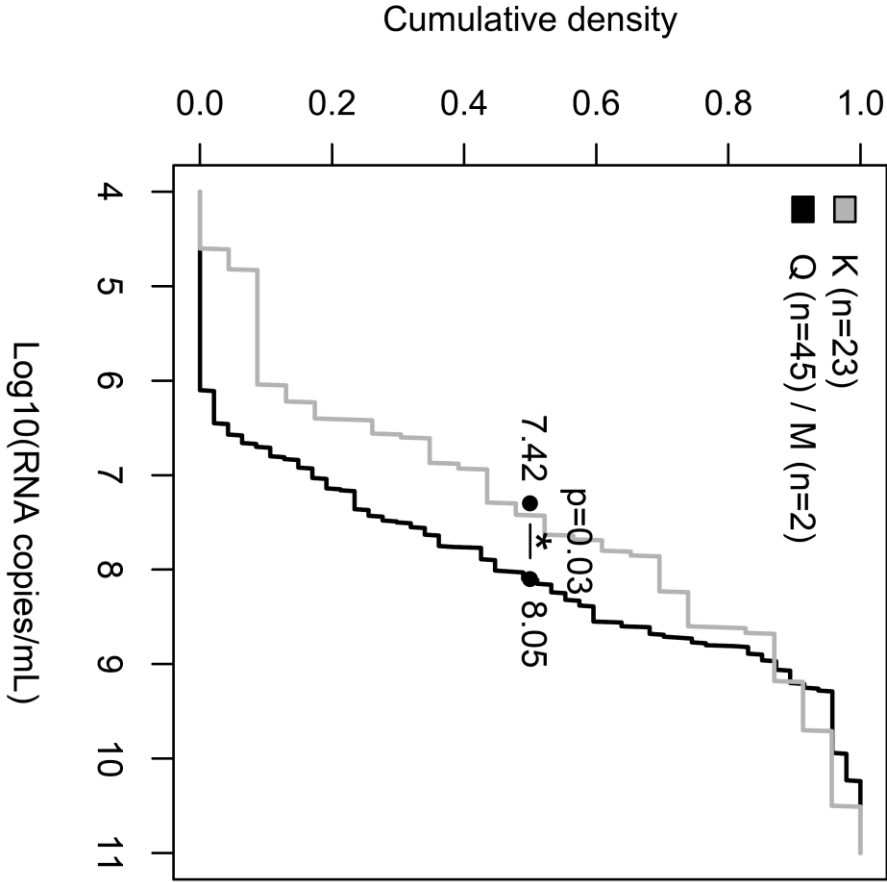 Cumulative density
0.0 0.2 0.4 0.6 0.8 1.0
4 5 6 7 8 9 10 11
Log10(RNA copies/mL)
K (n=23)
Q (n=45) / M (n=2)
p=0.03
*
7.42
8.05